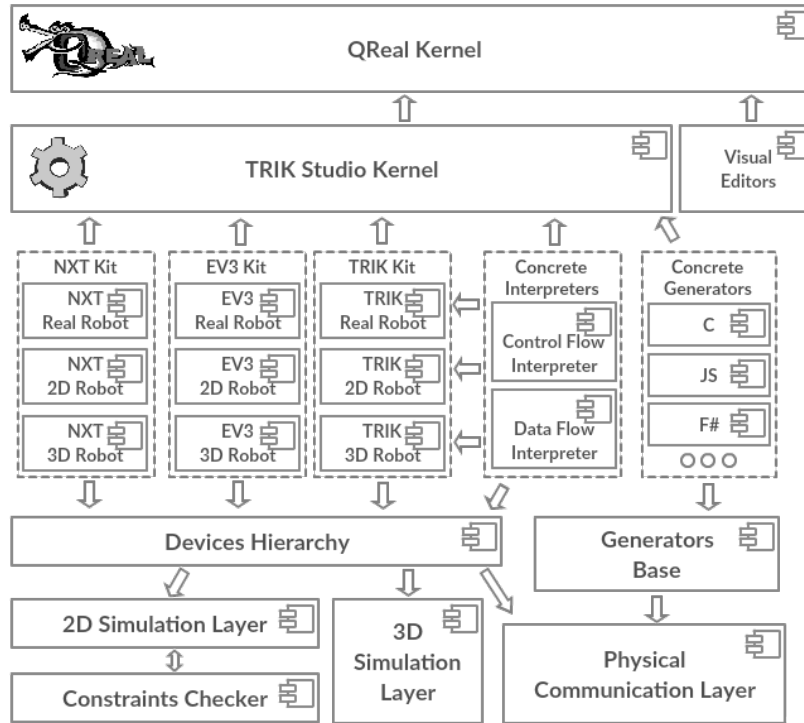 QREAL
QReal Kernel
TRIK Studio Kernel
Visual
Editors
NXT Kit
NXT
Real Robot
NXT
2D Robot
NXT
3D Robot
EV3 Kit
EV3
Real Robot
EV3
2D Robot
EV3
3D Robot
TRIK Kit
TRIK
Real Robot
TRIK
2D Robot
TRIK
3D Robot
Concrete
Interpreters
Control Flow
Interpreter
Data Flow
Interpreter
Concrete
Generators
C
JS
F#
Devices Hierarchy
Generators
Base
2D Simulation Layer
3D
Simulation
Layer
Physical
Communication Layer
Constraints Checker